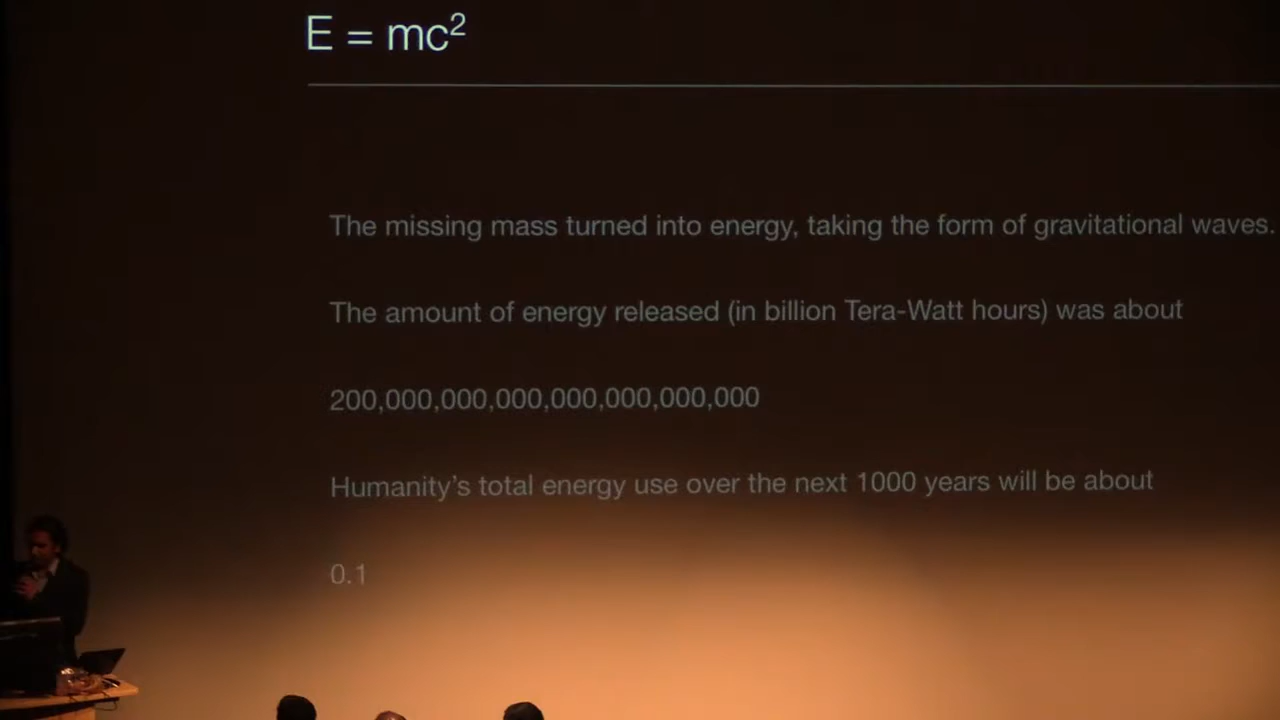 E = mc²
The missing mass turned into energy, taking the form of gravitational waves.
The amount of energy released (in billion Tera-Watt hours) was about
200,000,000,000,000,000,000,000
Humanity's total energy use over the next 1000 years will be about
0.1